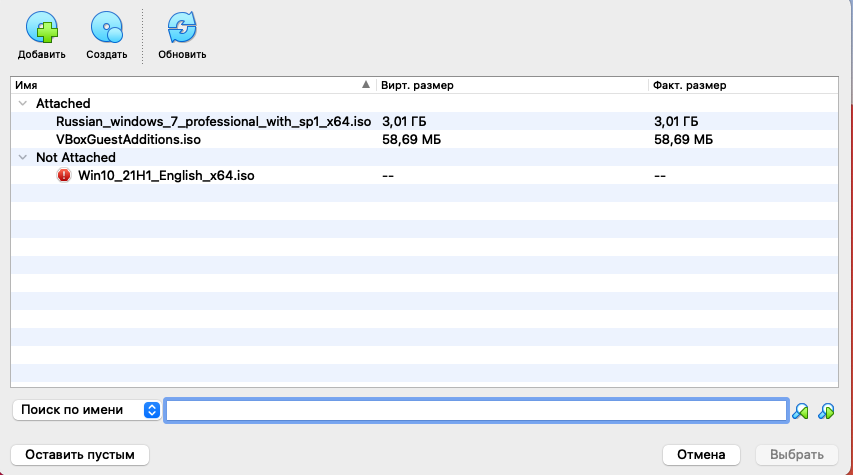 Добавить Создать Обновить
Имя Вирт. размер Факт. размер
Attached
Russian_windows_7_professional_with_sp1_x64.iso 3,01 ГБ 3,01 ГБ
VBoxGuestAdditions.iso 58,69 МБ 58,69 МБ
Not Attached
Win10_21H1_English_x64.iso -- --
Поиск по имени
Оставить пустым Отмена Выбрать